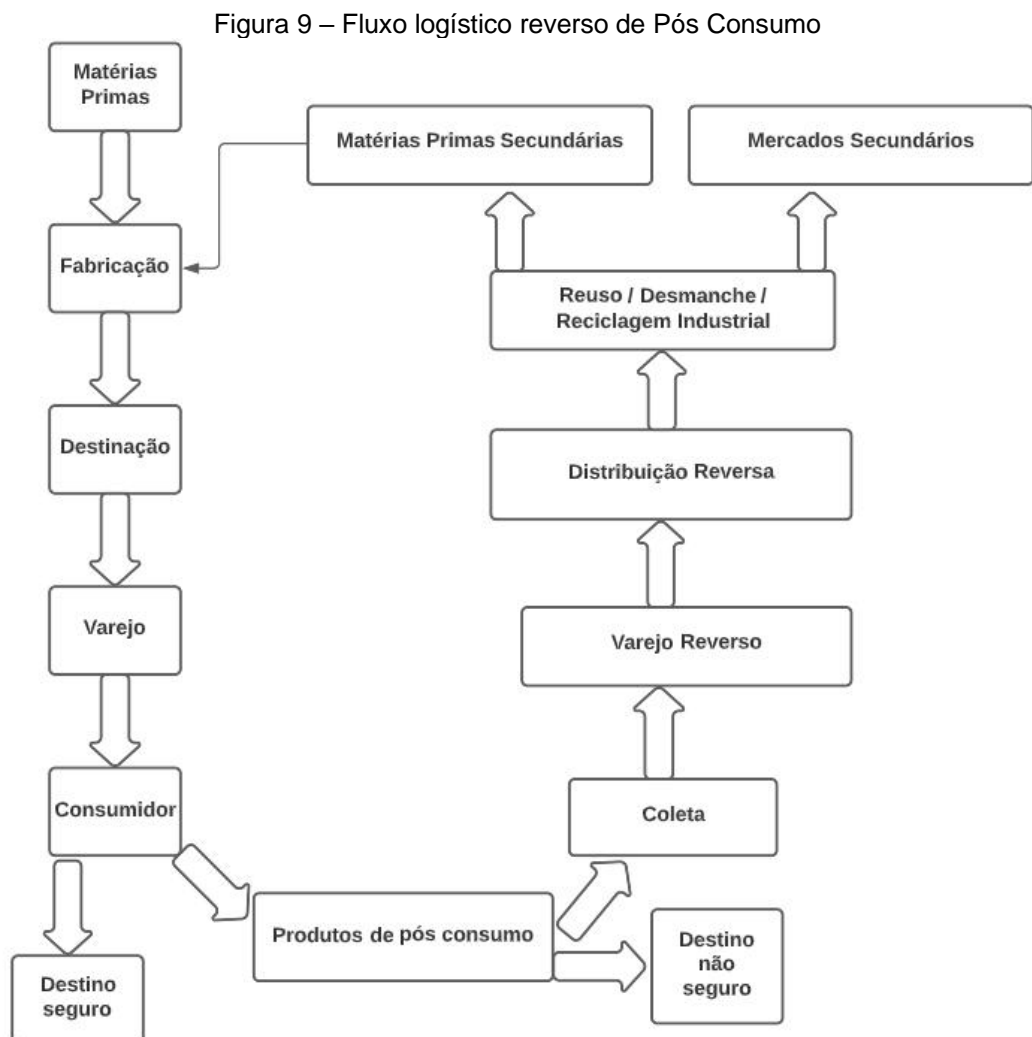 Figura 9 – Fluxo logístico reverso de Pós Consumo
Matérias
Primas
Matérias Primas Secundárias
Mercados Secundários
Fabricação
Reuso / Desmanche /
Reciclagem Industrial
Destinação
Distribuição Reversa
Varejo
Varejo Reverso
Consumidor
Coleta
Produtos de pós consumo
Destino
não
seguro
Destino
seguro